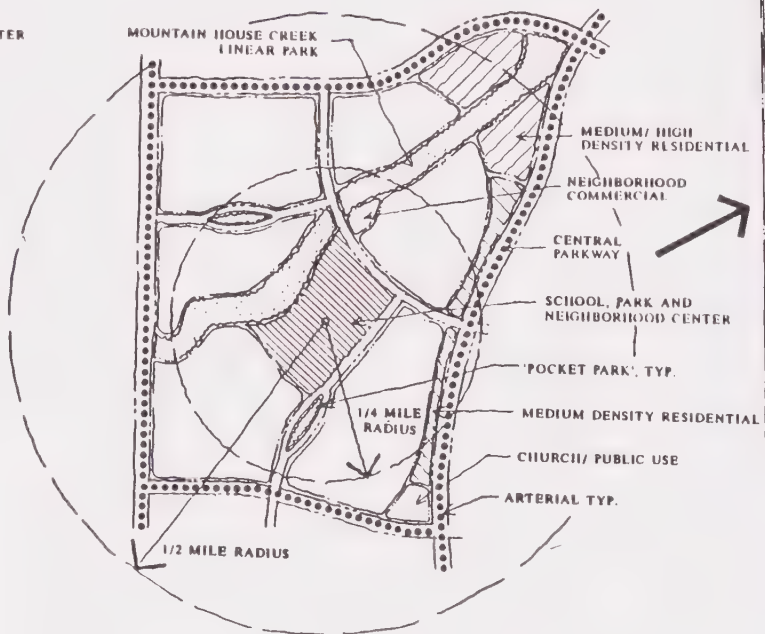 TER
MOUNTAIN HOUSE CREEK
LINEAR PARK
MEDIUM/ HIGH
DENSITY RESIDENTIAL
NEIGHBORHOOD
COMMERCIAL
CENTRAL
PARKWAY
SCHOOL, PARK AND
NEIGHBORHOOD CENTER
'POCKET PARK', TYP.
1/4 MILE
RADIUS
MEDIUM DENSITY RESIDENTIAL
CHURCH/ PUBLIC USE
ARTERIAL TYP.
1/2 MILE RADIUS